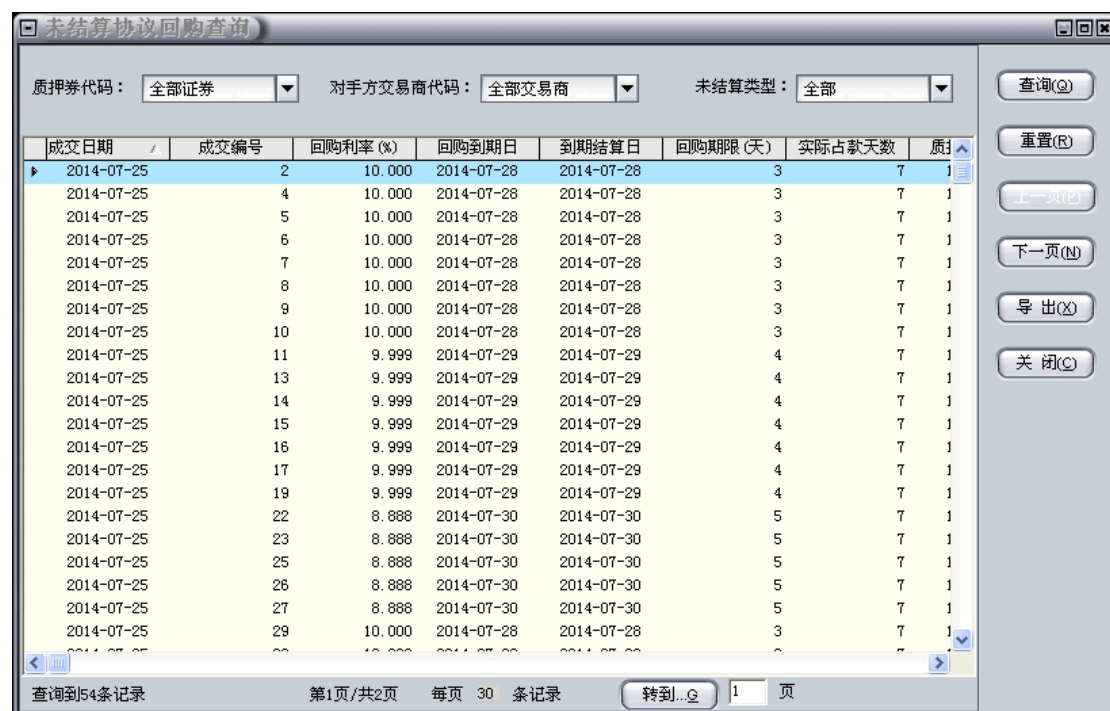 未结算协议回购查询
质押券代码： 全部证券 对手方交易商代码： 全部交易商 未结算类型： 全部
查询(Q)
重置(R)
上一页(P)
下一页(N)
导 出(X)
关 闭(C)
成交日期 成交编号 回购利率(%) 回购到期日 到期结算日 回购期限(天) 实际占款天数
2014-07-25 2 10.000 2014-07-28 2014-07-28 3 7 1
2014-07-25 4 10.000 2014-07-28 2014-07-28 3 7 1
2014-07-25 5 10.000 2014-07-28 2014-07-28 3 7 1
2014-07-25 6 10.000 2014-07-28 2014-07-28 3 7 1
2014-07-25 7 10.000 2014-07-28 2014-07-28 3 7 1
2014-07-25 8 10.000 2014-07-28 2014-07-28 3 7 1
2014-07-25 9 10.000 2014-07-28 2014-07-28 3 7 1
2014-07-25 10 10.000 2014-07-28 2014-07-28 3 7 1
2014-07-25 11 9.999 2014-07-29 2014-07-29 4 7 1
2014-07-25 13 9.999 2014-07-29 2014-07-29 4 7 1
2014-07-25 14 9.999 2014-07-29 2014-07-29 4 7 1
2014-07-25 15 9.999 2014-07-29 2014-07-29 4 7 1
2014-07-25 16 9.999 2014-07-29 2014-07-29 4 7 1
2014-07-25 17 9.999 2014-07-29 2014-07-29 4 7 1
2014-07-25 19 9.999 2014-07-29 2014-07-29 4 7 1
2014-07-25 22 8.888 2014-07-30 2014-07-30 5 7 1
2014-07-25 23 8.888 2014-07-30 2014-07-30 5 7 1
2014-07-25 25 8.888 2014-07-30 2014-07-30 5 7 1
2014-07-25 26 8.888 2014-07-30 2014-07-30 5 7 1
2014-07-25 27 8.888 2014-07-30 2014-07-30 5 7 1
2014-07-25 29 10.000 2014-07-28 2014-07-28 3 7 1
查询到54条记录 第1页/共2页 每页 30 条记录 转到...G 1 页